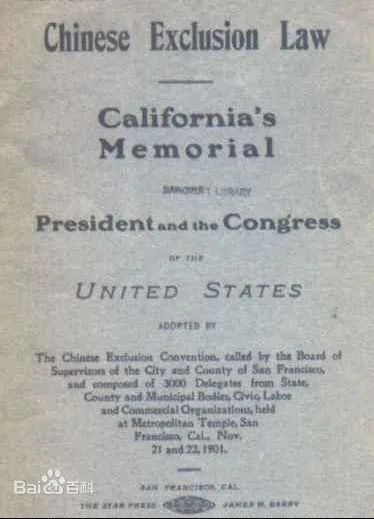 Chinese Exclusion Law
California's
Memorial
BANCROFT LIBRARY
President and the Congress
OF THE
UNITED STATES
ADOPTED BY
The Chinese Exclusion Convention, called by the Board of
Supervisors of the City and County of San Francisco,
and composed of 3000 Delegates from State,
County and Municipal Bodies, Civic, Labor
and Commercial Organizations, held
at Metropolitan Temple, San
Francisco, Cal., Nov.
21 and 22, 1901.
Bai百科
SAN FRANCISCO, CAL.
THE STAR PRESS JAMES H. BARRY